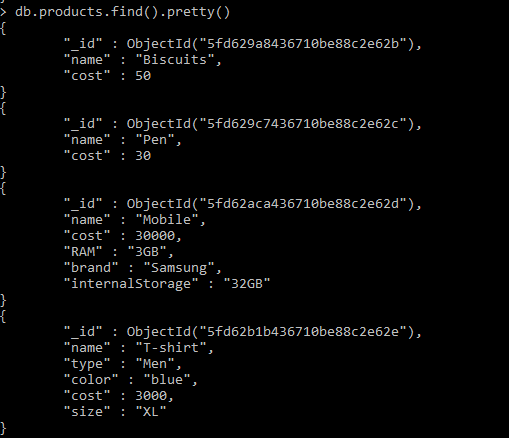 > db.products.find().pretty()
{
"_id" : ObjectId("5fd629a8436710be88c2e62b"),
"name" : "Biscuits",
"cost" : 50
}
{
"_id" : ObjectId("5fd629c7436710be88c2e62c"),
"name" : "Pen",
"cost" : 30
}
{
"_id" : ObjectId("5fd62aca436710be88c2e62d"),
"name" : "Mobile",
"cost" : 30000,
"RAM" : "3GB",
"brand" : "Samsung",
"internalStorage" : "32GB"
}
{
"_id" : ObjectId("5fd62b1b436710be88c2e62e"),
"name" : "T-shirt",
"type" : "Men",
"color" : "blue",
"cost" : 3000,
"size" : "XL"
}